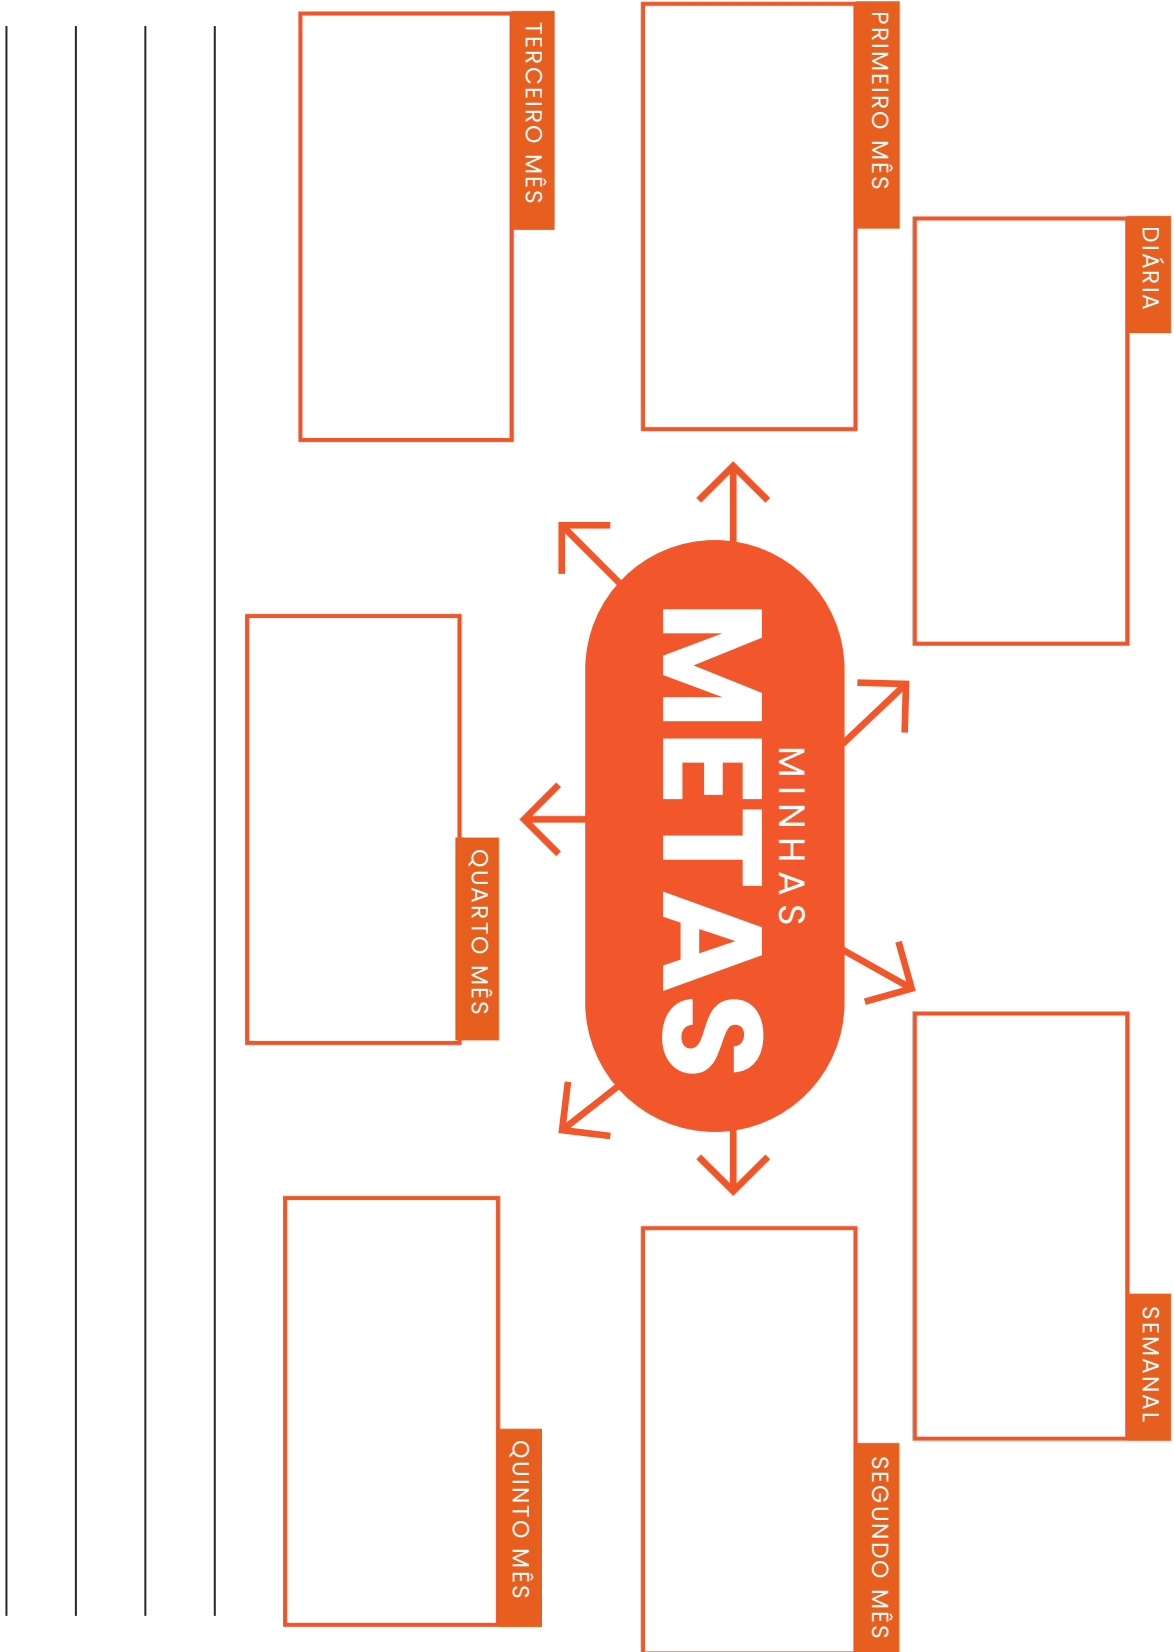 DIÁRIA
SEMANAL
PRIMEIRO MÊS
SEGUNDO MÊS
MINHAS
METAS
TERCEIRO MÊS
QUARTO MÊS
QUINTO MÊS